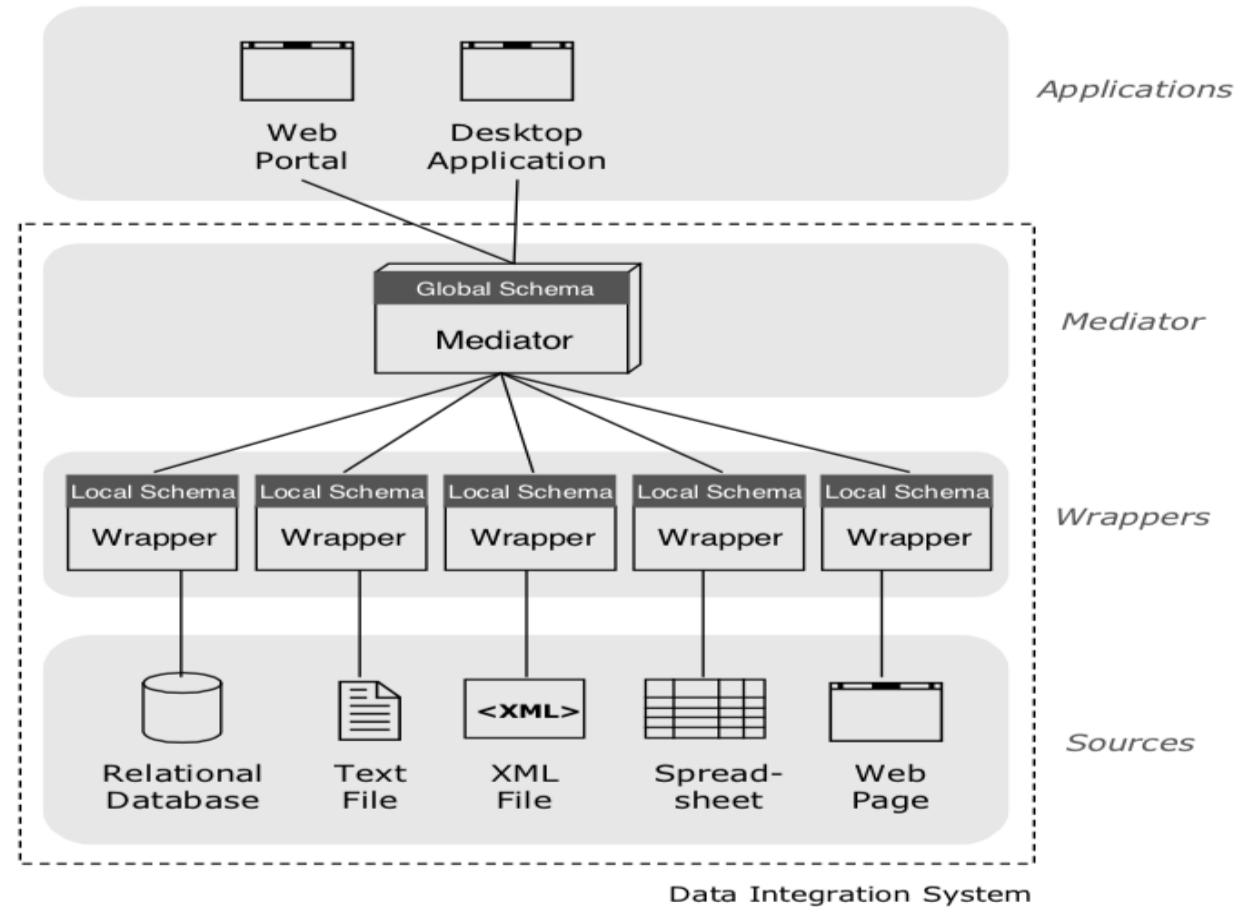 Applications
Web
Portal
Desktop
Application
Global Schema
Mediator
Mediator
Local Schema
Wrapper
Local Schema
Wrapper
Local Schema
Wrapper
Local Schema
Wrapper
Local Schema
Wrapper
Wrappers
<XML>
Relational
Database
Text
File
XML
File
Spread-
sheet
Web
Page
Sources
Data Integration System